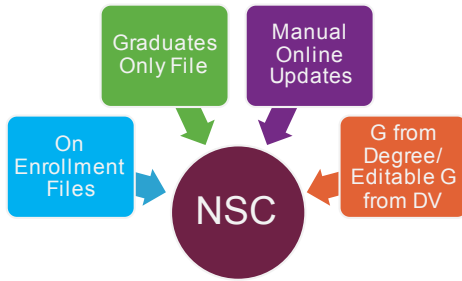 Graduates
Only File
Manual
Online
Updates
On
Enrollment
Files
G from
Degree/
Editable G
from DV
NSC